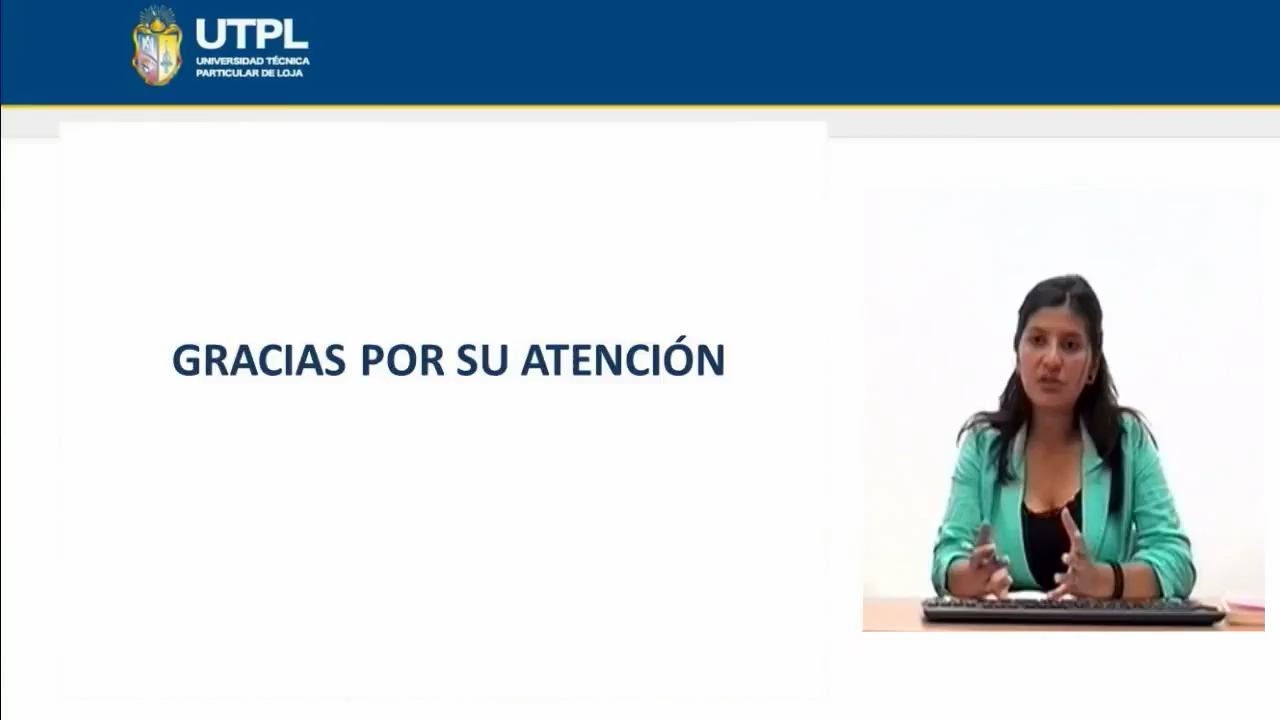 UTPL
UNIVERSIDAD TÉCNICA
PARTICULAR DE LOJA
GRACIAS POR SU ATENCIÓN